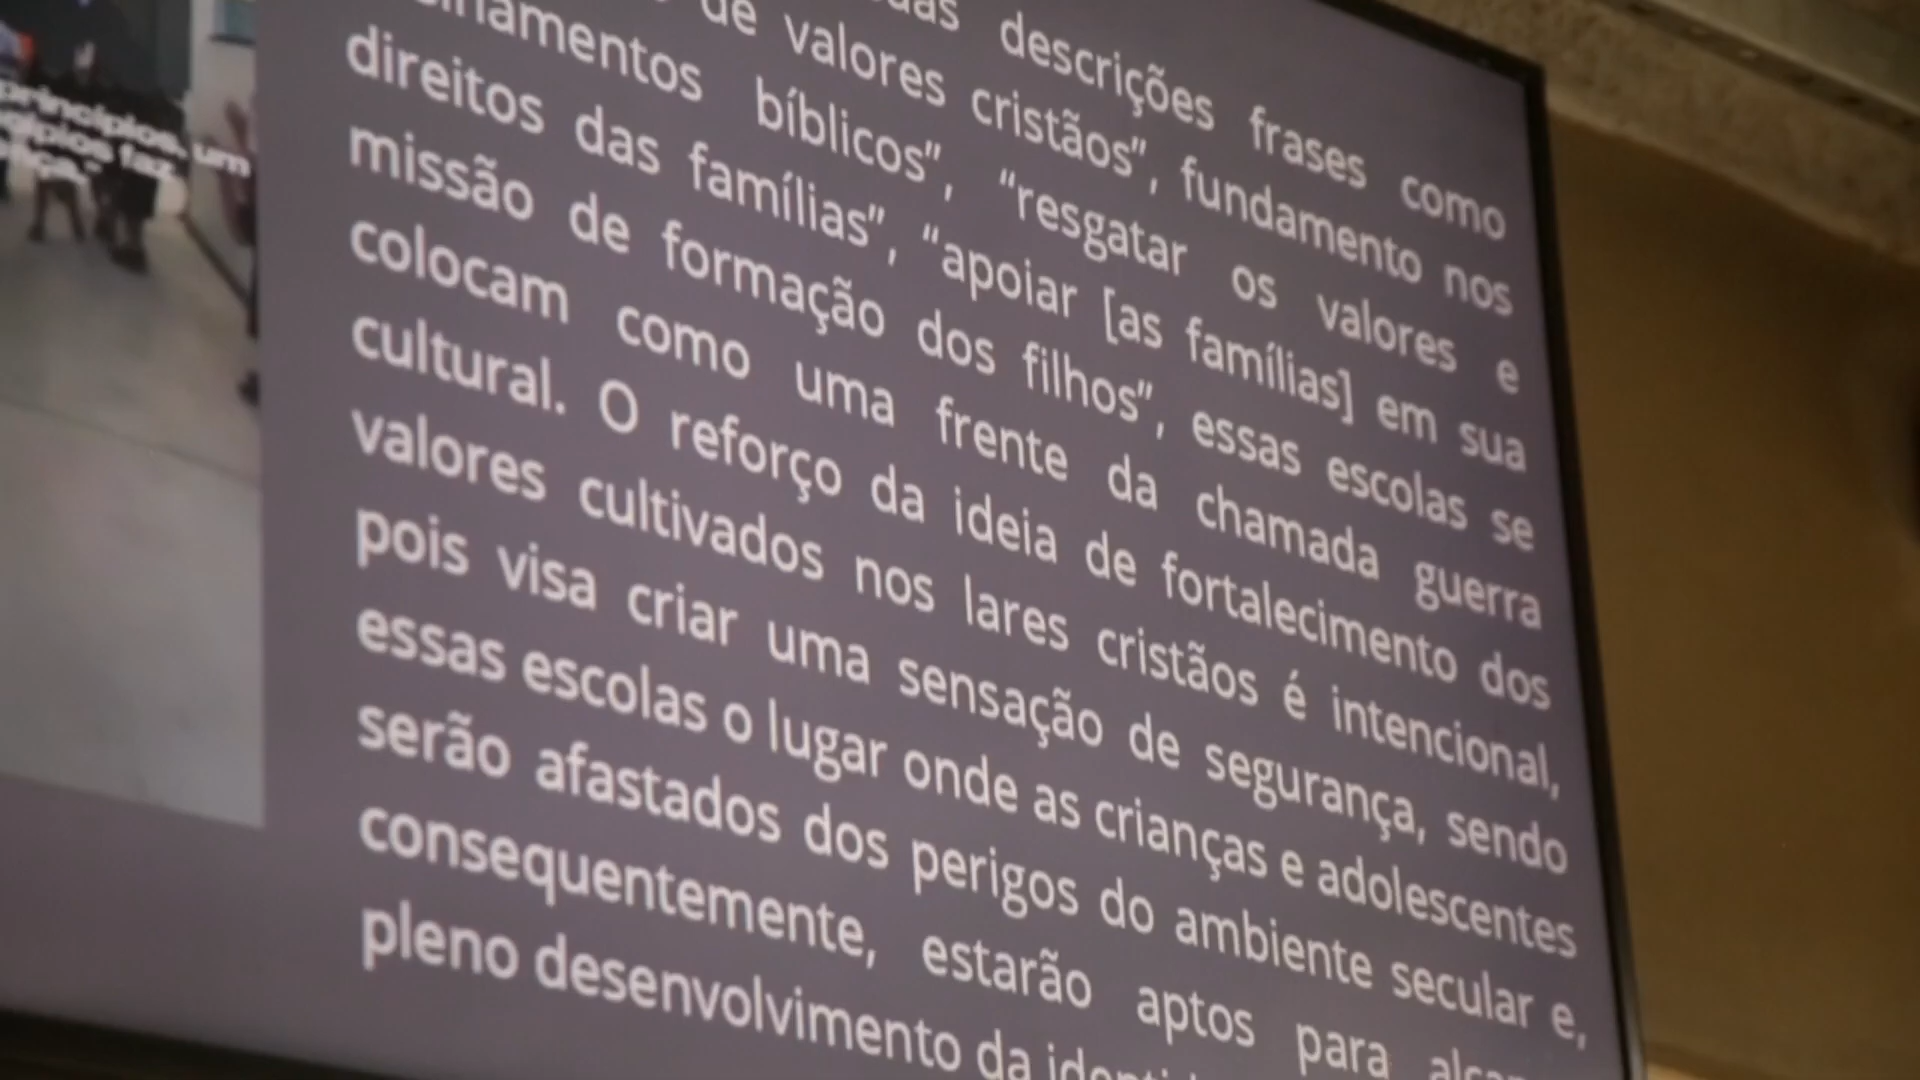 princípios, um
faz
descrições frases como
de valores cristãos”, fundamento nos
bíblicos”, “resgatar os valores e
direitos das famílias”, “apoiar [as famílias] em sua
missão de formação dos filhos”, essas escolas se
colocam como uma frente da chamada guerra
cultural. O reforço da ideia de fortalecimento dos
valores cultivados nos lares cristãos é intencional,
pois visa criar uma sensação de segurança, sendo
essas escolas o lugar onde as crianças e adolescentes
serão afastados dos perigos do ambiente secular e,
consequentemente, estarão aptos para
pleno desenvolvimento da